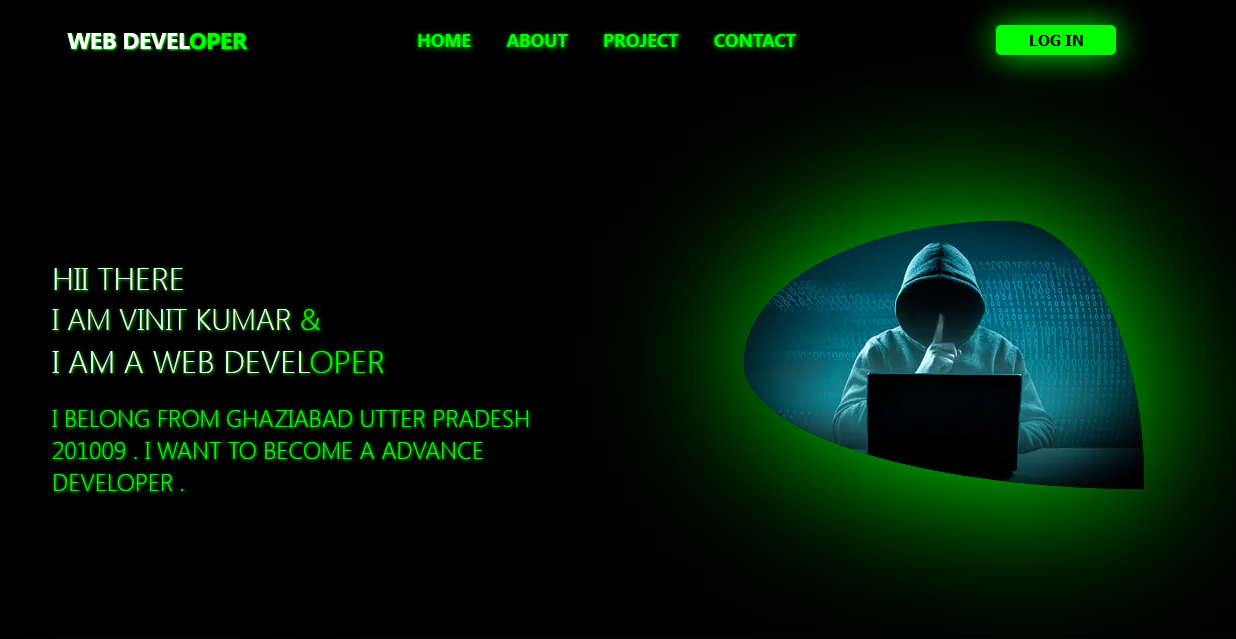 WEB DEVELOPER
HOME ABOUT PROJECT CONTACT
LOG IN
HII THERE
I AM VINIT KUMAR &
I AM A WEB DEVELOPER
I BELONG FROM GHAZIABAD UTTER PRADESH
201009 . I WANT TO BECOME A ADVANCE
DEVELOPER .